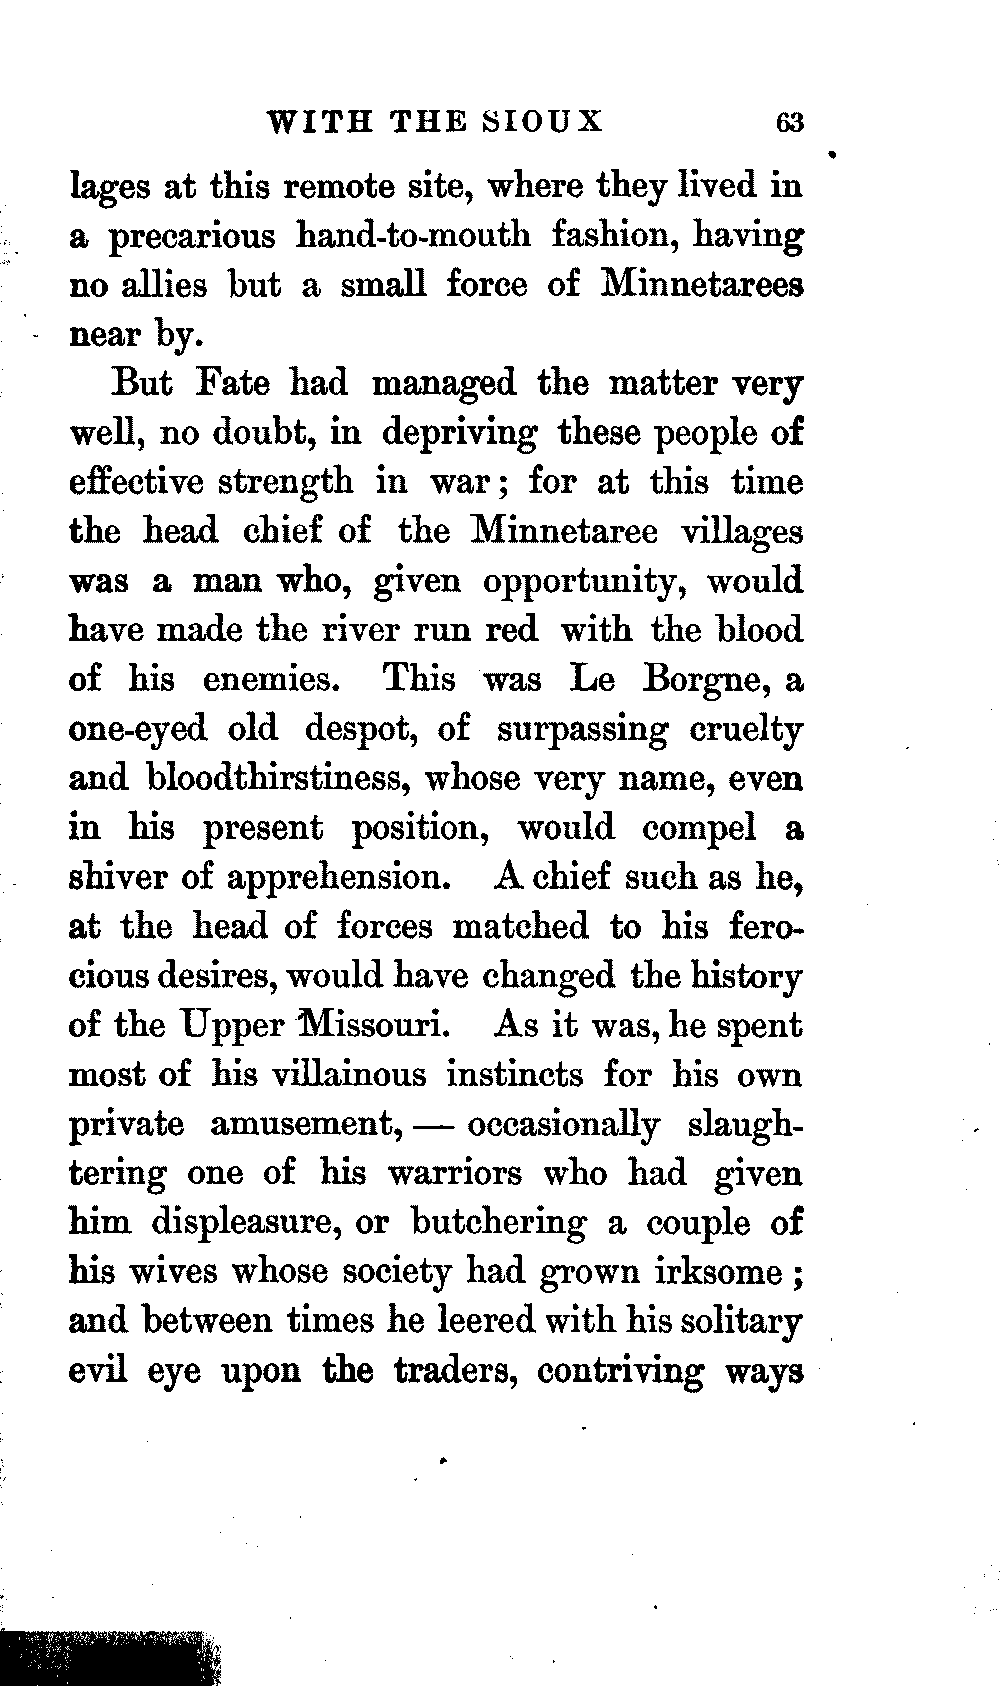 WITH THE SIOUX 63
lages at this remote site, where they lived in
a precarious hand-to-mouth fashion, having
no allies but a small force of Minnetarees
near by.
But Fate had managed the matter very
well, no doubt, in depriving these people of
effective strength in war; for at this time
the head chief of the Minnetaree villages
was a man who, given opportunity, would
have made the river run red with the blood
of his enemies. This was Le Borgne, a
one-eyed old despot, of surpassing cruelty
and bloodthirstiness, whose very name, even
in his present position, would compel a
shiver of apprehension. A chief such as he,
at the head of forces matched to his fero-
cious desires, would have changed the history
of the Upper Missouri. As it was, he spent
most of his villainous instincts for his own
private amusement, — occasionally slaugh-
tering one of his warriors who had given
him displeasure, or butchering a couple of
his wives whose society had grown irksome;
and between times he leered with his solitary
evil eye upon the traders, contriving ways